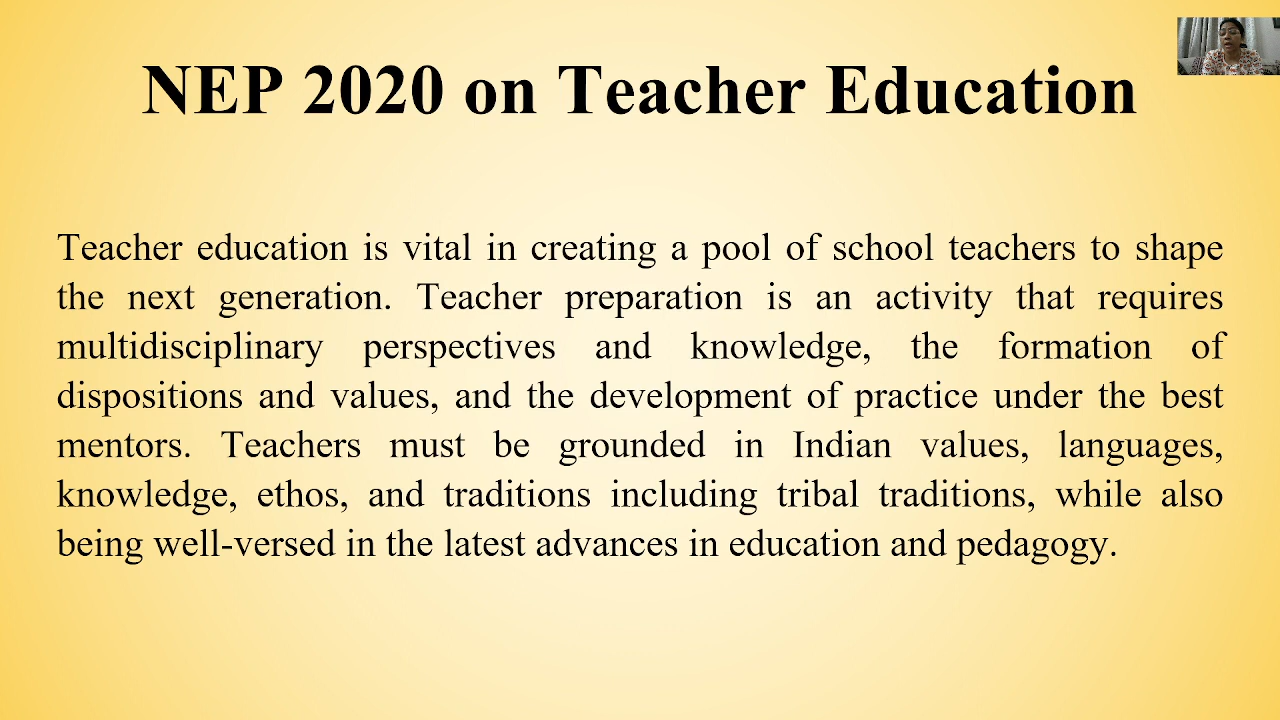 NEP 2020 on Teacher Education
Teacher education is vital in creating a pool of school teachers to shape
the next generation. Teacher preparation is an activity that requires
multidisciplinary perspectives and knowledge, the formation of
dispositions and values, and the development of practice under the best
mentors. Teachers must be grounded in Indian values, languages,
knowledge, ethos, and traditions including tribal traditions, while also
being well-versed in the latest advances in education and pedagogy.